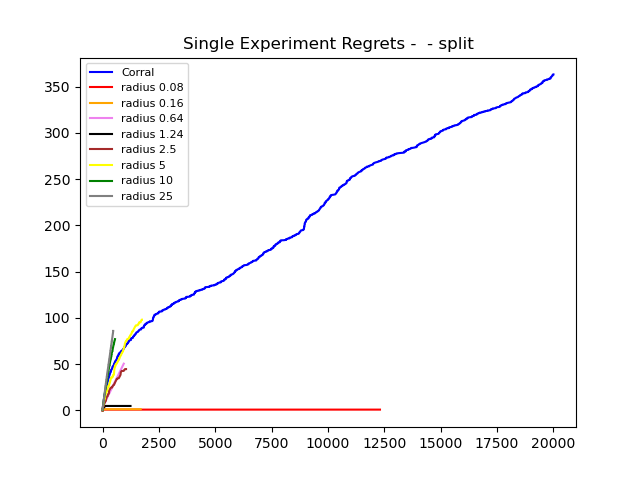 Single Experiment Regrets -  - split
350
300
250
200
150
100
50
0
Corral
radius 0.08
radius 0.16
radius 0.64
radius 1.24
radius 2.5
radius 5
radius 10
radius 25
0 2500 5000 7500 10000 12500 15000 17500 20000